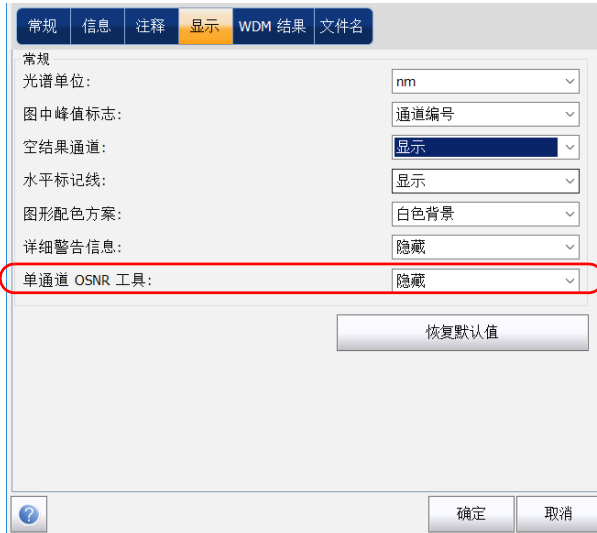 常规 信息 注释 显示 WDM 结果 文件名
常规
光谱单位: nm
图中峰值标志: 通道编号
空结果通道: 显示
水平标记线: 显示
图形配色方案: 白色背景
详细警告信息: 隐藏
单通道 OSNR 工具: 隐藏
恢复默认值
? 确定 取消